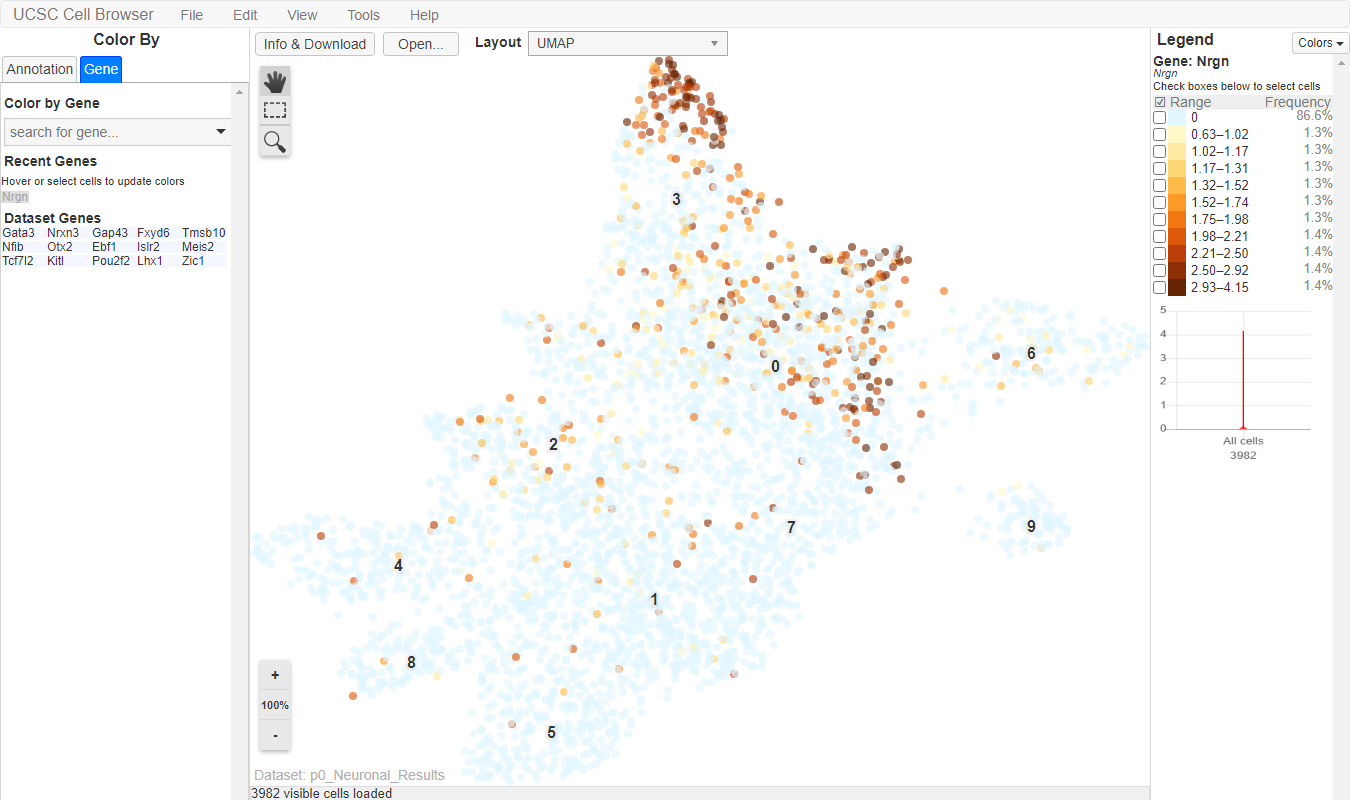 UCSC Cell Browser File Edit View Tools Help
Color By
Annotation Gene
Color by Gene
search for gene...
Recent Genes
Hover or select cells to update colors
Nrgn
Dataset Genes
Gata3 Nrxn3 Gap43 Fxyd6 Tmsb10
Nfib Otx2 Ebf1 Islr2 Meis2
Tcf7l2 Kitl Pou2f2 Lhx1 Zic1
Info & Download Open... Layout UMAP
3
0
6
2
7
9
4
1
8
5
+
100%
-
Dataset: p0_Neuronal_Results
3982 visible cells loaded
Legend Colors
Gene: Nrgn
Nrgn
Check boxes below to select cells
Range Frequency
0 86.6%
0.63–1.02 1.3%
1.02–1.17 1.3%
1.17–1.31 1.3%
1.32–1.52 1.3%
1.52–1.74 1.3%
1.75–1.98 1.3%
1.98–2.21 1.4%
2.21–2.50 1.4%
2.50–2.92 1.4%
2.93–4.15 1.4%
5
4
3
2
1
0
All cells
3982